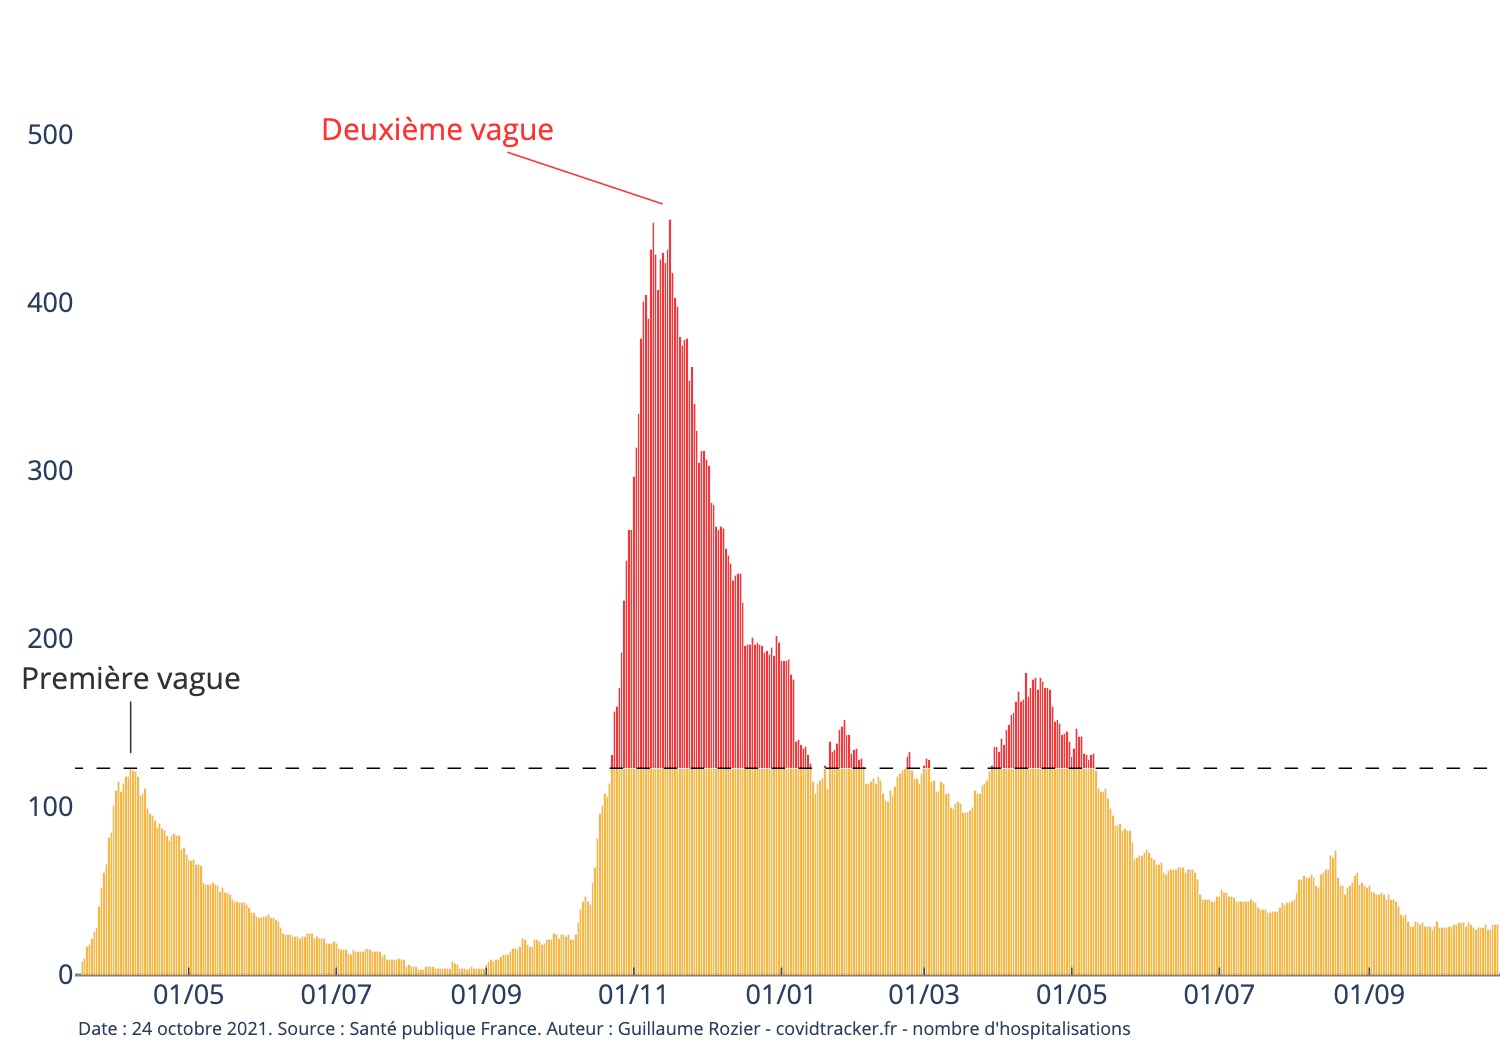 500
Deuxième vague
400
300
200
Première vague
100
0
01/05 01/07 01/09 01/11 01/01 01/03 01/05 01/07 01/09
Date : 24 octobre 2021. Source : Santé publique France. Auteur : Guillaume Rozier - covidtracker.fr - nombre d'hospitalisations